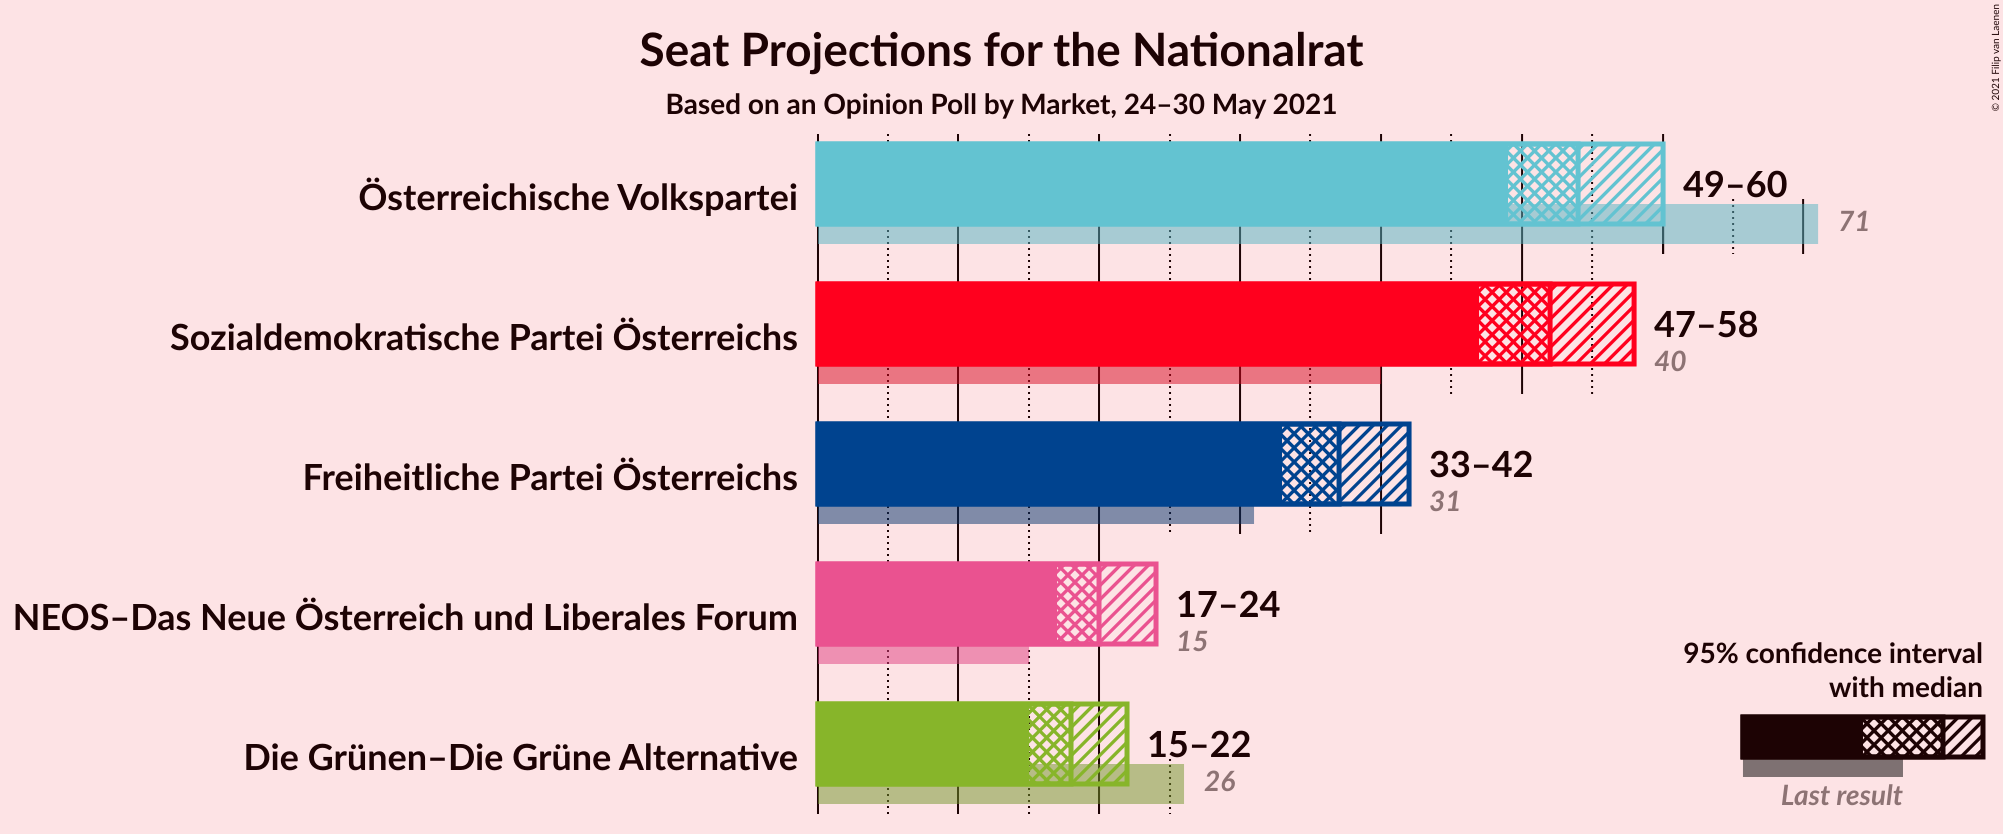 Seat Projections for the Nationalrat
Based on an Opinion Poll by Market, 24–30 May 2021
© 2021 Filip van Laenen
Österreichische Volkspartei
49–60
71
Sozialdemokratische Partei Österreichs
47–58
40
Freiheitliche Partei Österreichs
33–42
31
NEOS–Das Neue Österreich und Liberales Forum
17–24
15
Die Grünen–Die Grüne Alternative
15–22
26
95% confidence interval
with median
Last result